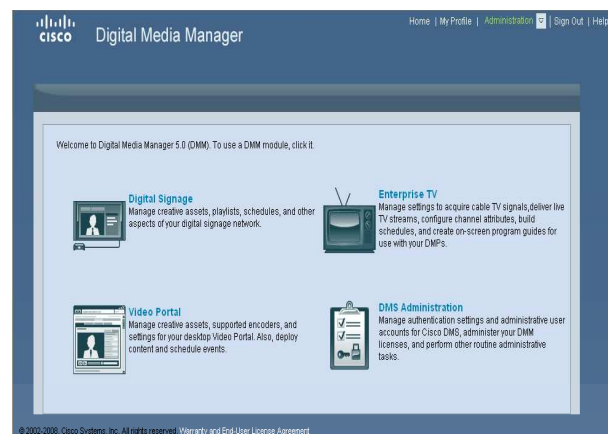 CISCO
Digital Media Manager
Home | My Profile | Administration | Sign Out | Help
Welcome to Digital Media Manager 5.0 (DMM). To use a DMM module, click it.
Digital Signage
Manage creative assets, playlists, schedules, and other
aspects of your digital signage network.
Enterprise TV
Manage settings to acquire cable TV signals,deliver live
TV streams, configure channel attributes, build
schedules, and create on-screen program guides for
use with your DMPs.
Video Portal
Manage creative assets, supported encoders, and
settings for your desktop Video Portal. Also, deploy
content and schedule events.
DMS Administration
Manage authentication settings and administrative user
accounts for Cisco DMS, administer your DMM
licenses, and perform other routine administrative
tasks.
© 2002-2008. Cisco Systems, Inc. All rights reserved. Warranty and End-User License Agreement